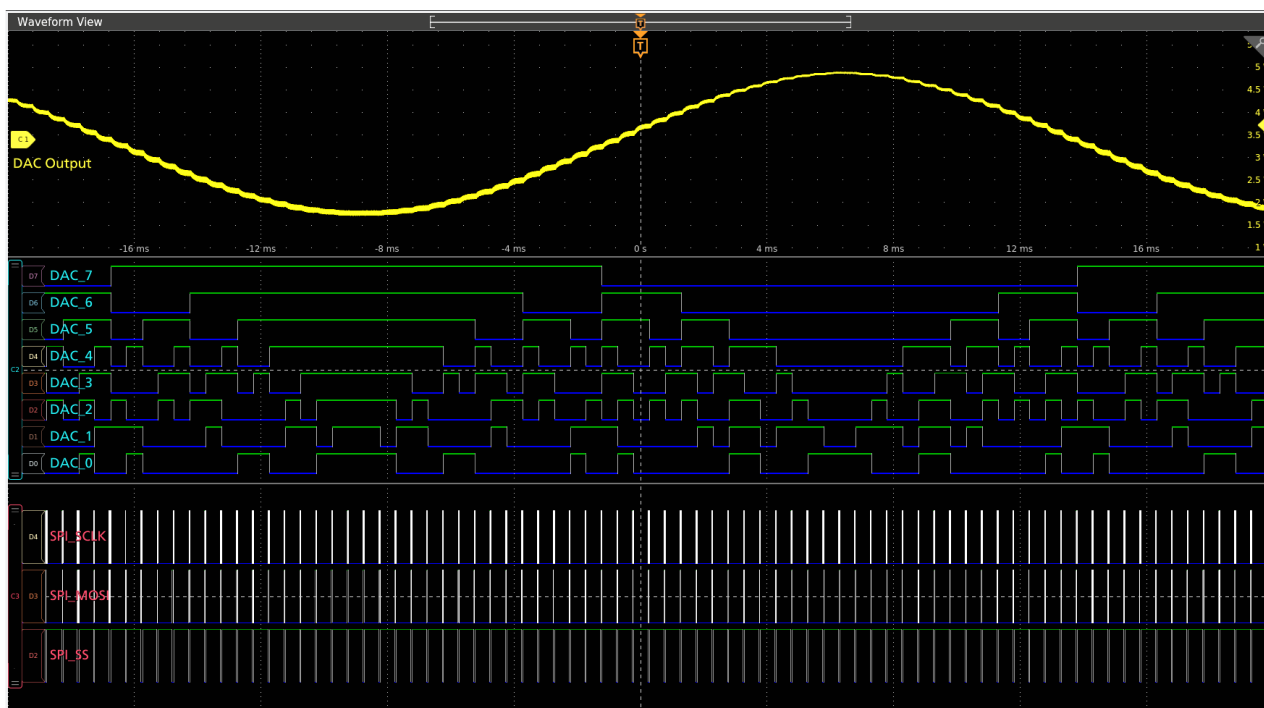 Waveform View
T
T
5
4.5
4
C 1
3.5
DAC Output
3
2.5
2
1.5
-16 ms -12 ms -8 ms -4 ms 0 s 4 ms 8 ms 12 ms 16 ms 1
D7 DAC_7
D6 DAC_6
D5 DAC_5
D4 DAC_4
C2
D3 DAC_3
D2 DAC_2
D1 DAC_1
D0 DAC_0
D4 SPI_SCLK
C3 D3 SPI_MOSI
D2 SPI_SS